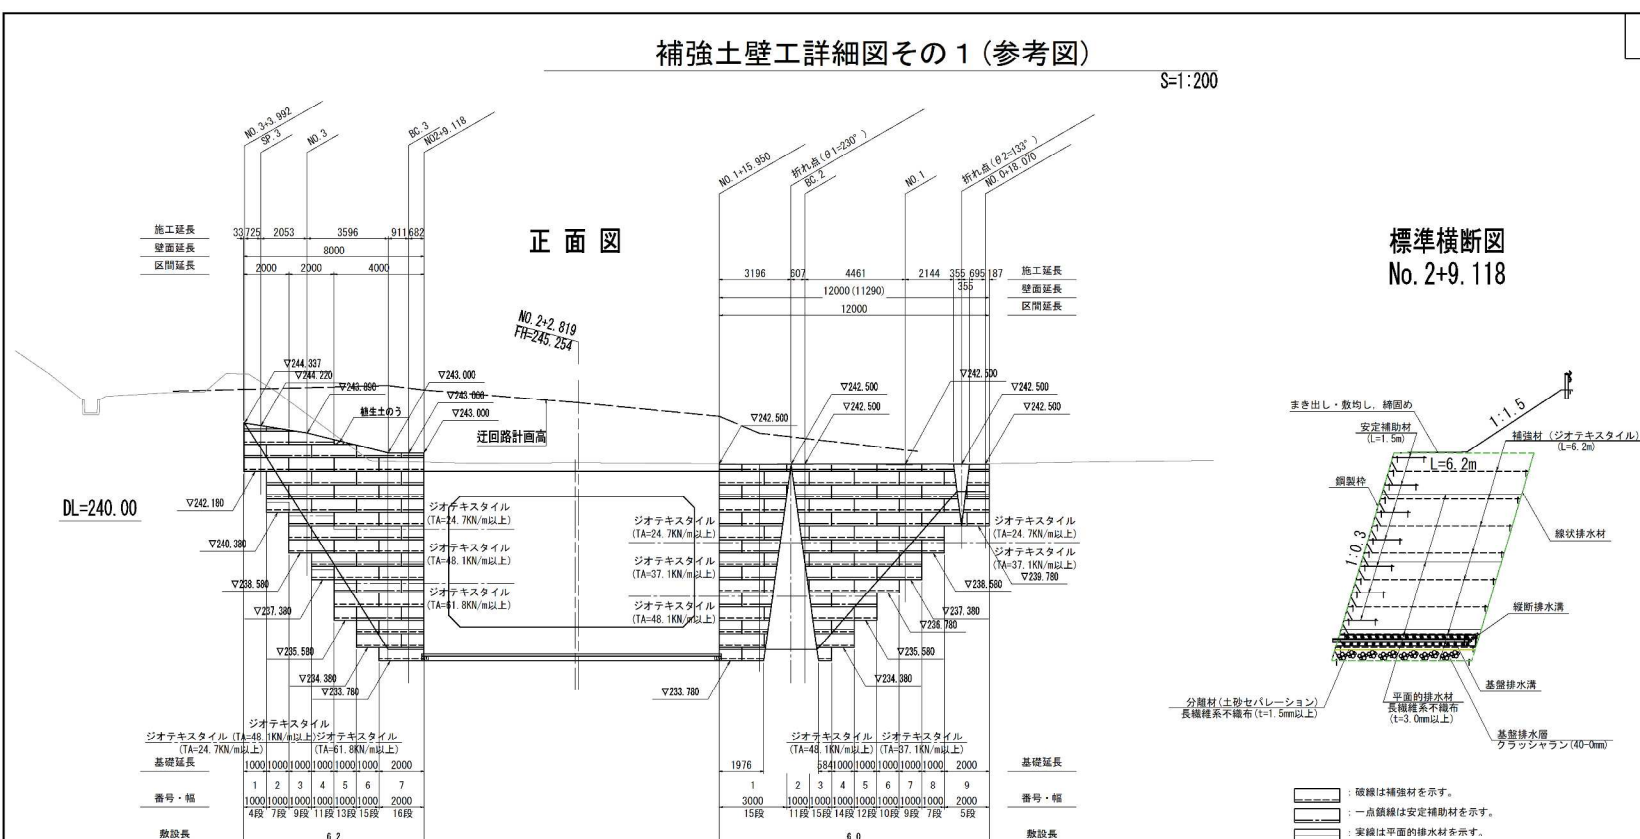 補強土壁工詳細図その1(参考図)
S=1:200
正面図
標準横断図
No.2+9.118
NO.3+3.992
SP.3
NO.3
BC.3
NO2+9.118
NO.1+15.950
折れ点(θ1=230°)
BC.2
NO.1
折れ点(θ2=133°)
NO.0+18.070
施工延長 33 725 2053 3596 911 682
壁面延長 8000
区間延長 2000 2000 4000
3196 607 4461 2144 355 695 187 施工延長
355
12000(11290) 壁面延長
12000 区間延長
NO.2+2.819
FH=245.254
▽244.337
▽244.220
▽243.890
植生土のう
▽243.000
▽243.000
▽243.000
迂回路計画高
▽242.500
▽242.500
▽242.500
▽242.500
▽242.500
▽242.500
DL=240.00
▽242.180
▽240.380
▽238.580
▽237.380
▽235.580
▽234.380
▽233.780
ジオテキスタイル
(TA=24.7KN/m以上)
ジオテキスタイル
(TA=48.1KN/m以上)
ジオテキスタイル
(TA=61.8KN/m以上)
ジオテキスタイル
(TA=24.7KN/m以上)
ジオテキスタイル
(TA=37.1KN/m以上)
ジオテキスタイル
(TA=48.1KN/m以上)
ジオテキスタイル
(TA=24.7KN/m以上)
ジオテキスタイル
(TA=37.1KN/m以上)
▽239.780
▽238.580
▽237.380
▽236.780
▽235.580
▽234.380
▽233.780
ジオテキスタイル
(TA=48.1KN/m以上)
ジオテキスタイル
(TA=24.7KN/m以上)
ジオテキスタイル
(TA=61.8KN/m以上)
ジオテキスタイル
(TA=48.1KN/m以上)
ジオテキスタイル
(TA=37.1KN/m以上)
基礎延長 1000 1000 1000 1000 1000 1000 2000
1 2 3 4 5 6 7
番号・幅 1000 1000 1000 1000 1000 1000 2000
4段 7段 9段 11段 13段 15段 16段
敷設長 6.2
1976 584 1000 1000 1000 1000 1000 2000 基礎延長
1 2 3 4 5 6 7 8 9
3000 1000 1000 1000 1000 1000 1000 1000 2000 番号・幅
15段 11段 15段 14段 12段 10段 9段 7段 5段
6.0 敷設長
まき出し・敷均し,締固め
1:1.5
安定補助材
(L=1.5m)
補強材(ジオテキスタイル)
(L=6.2m)
L=6.2m
鋼製枠
1:0.3
線状排水材
縦断排水溝
基盤排水溝
分離材(土砂セパレーション)
長繊維系不織布(t=1.5mm以上)
平面的排水材
長繊維系不織布
(t=3.0mm以上)
基盤排水層
クラッシャラン(40-0mm)
:破線は補強材を示す。
:一点鎖線は安定補助材を示す。
:実線は平面的排水材を示す。